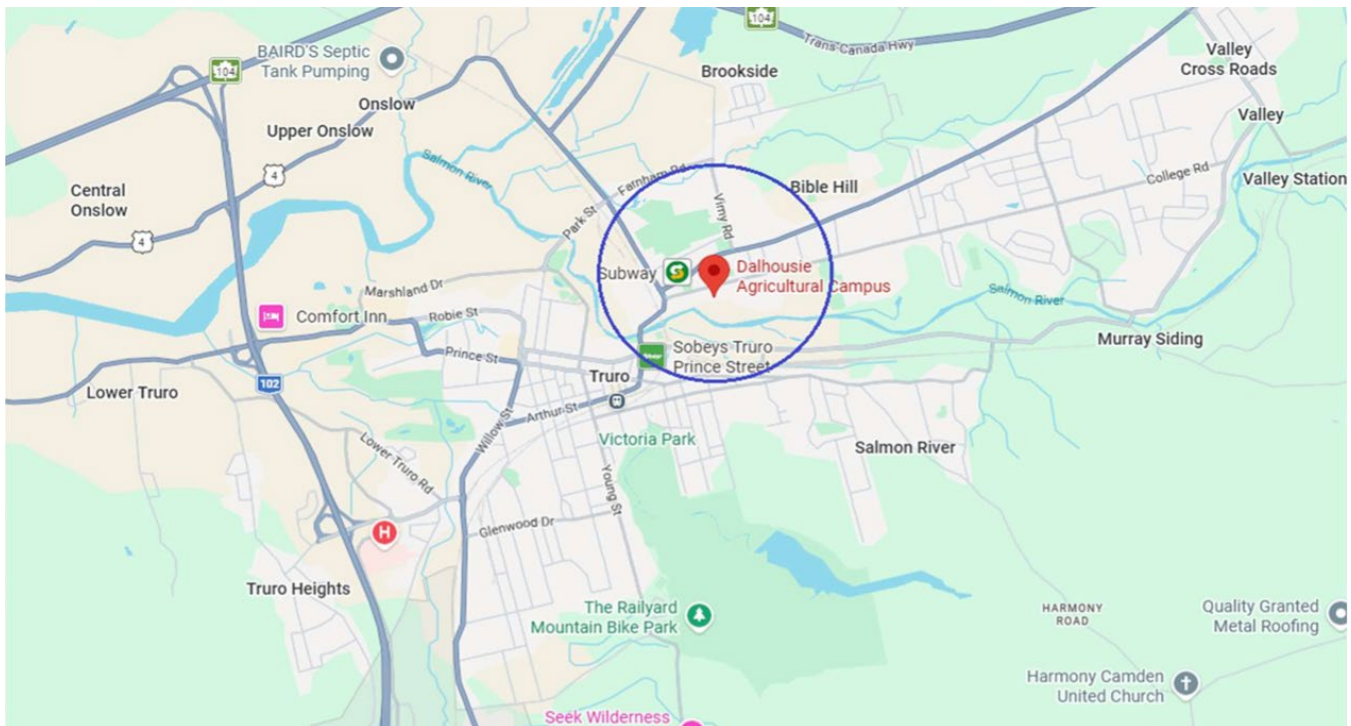 104
Trans Canada Hwy
BAIRD'S Septic
Tank Pumping
104
Valley
Cross Roads
Brookside
Onslow
Upper Onslow
Valley
Salmon River
4
Farnham Rd
College Rd
Valley Station
Central
Onslow
Bible Hill
Park St
Vimy Rd
4
Subway
Dalhousie
Agricultural Campus
Marshland Dr
Salmon River
Comfort Inn
Robie St
Murray Siding
Prince St
Sobeys Truro
Prince Street
Truro
102
Lower Truro
Arthur St
Willow St
Victoria Park
Salmon River
Lower Truro Rd
Young St
Glenwood Dr
H
Truro Heights
The Railyard
Mountain Bike Park
HARMONY
ROAD
Quality Granted
Metal Roofing
Harmony Camden
United Church
Seek Wilderness